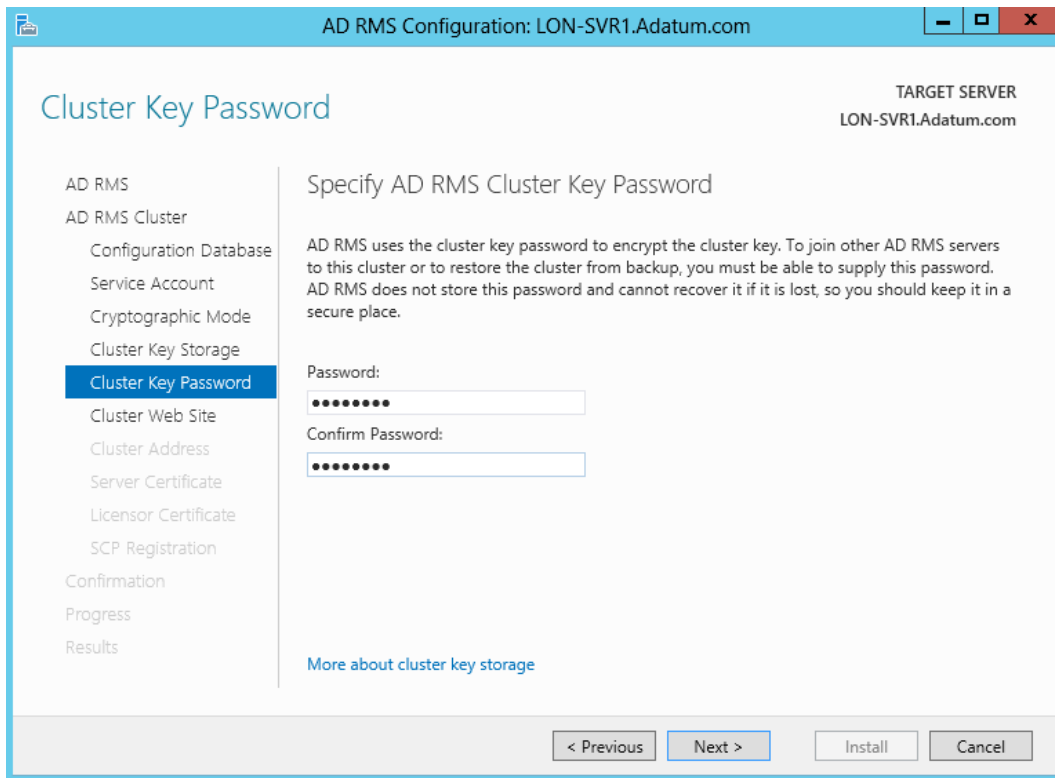 AD RMS Configuration: LON-SVR1.Adatum.com
Cluster Key Password
TARGET SERVER
LON-SVR1.Adatum.com
AD RMS
AD RMS Cluster
Configuration Database
Service Account
Cryptographic Mode
Cluster Key Storage
Cluster Key Password
Cluster Web Site
Cluster Address
Server Certificate
Licensor Certificate
SCP Registration
Confirmation
Progress
Results
Specify AD RMS Cluster Key Password
AD RMS uses the cluster key password to encrypt the cluster key. To join other AD RMS servers
to this cluster or to restore the cluster from backup, you must be able to supply this password.
AD RMS does not store this password and cannot recover it if it is lost, so you should keep it in a
secure place.
Password:
●●●●●●●●
Confirm Password:
●●●●●●●●
More about cluster key storage
< Previous
Next >
Install
Cancel